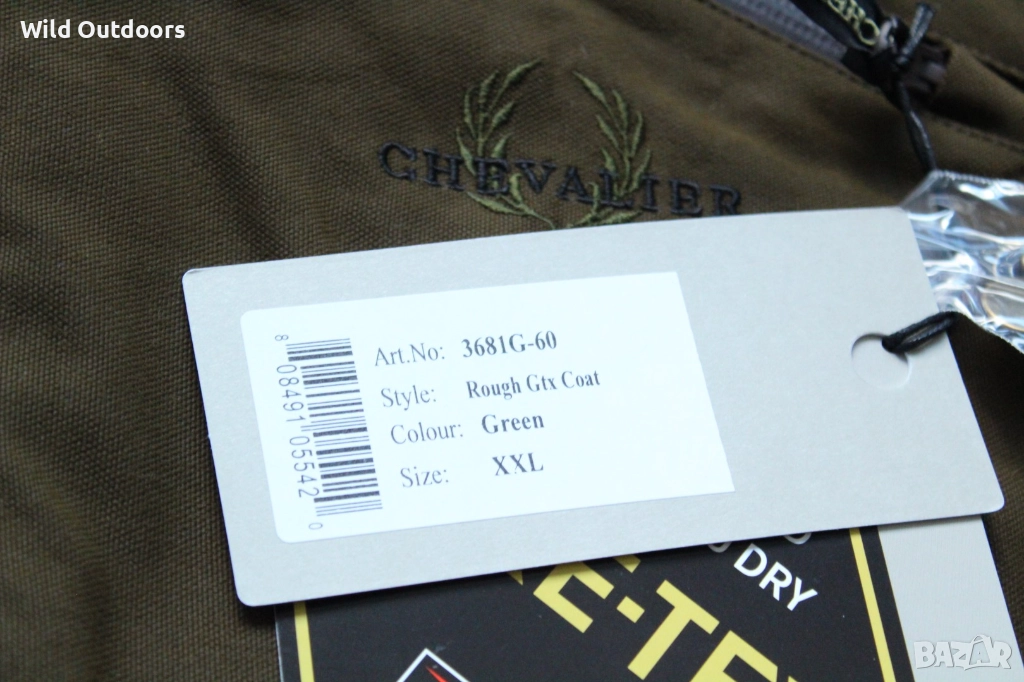 Wild Outdoors
CHEVALIER
Art.No: 3681G-60
Style: Rough Gtx Coat
Colour: Green
Size: XXL
8 08491 05542 0
DRY
BAZAR